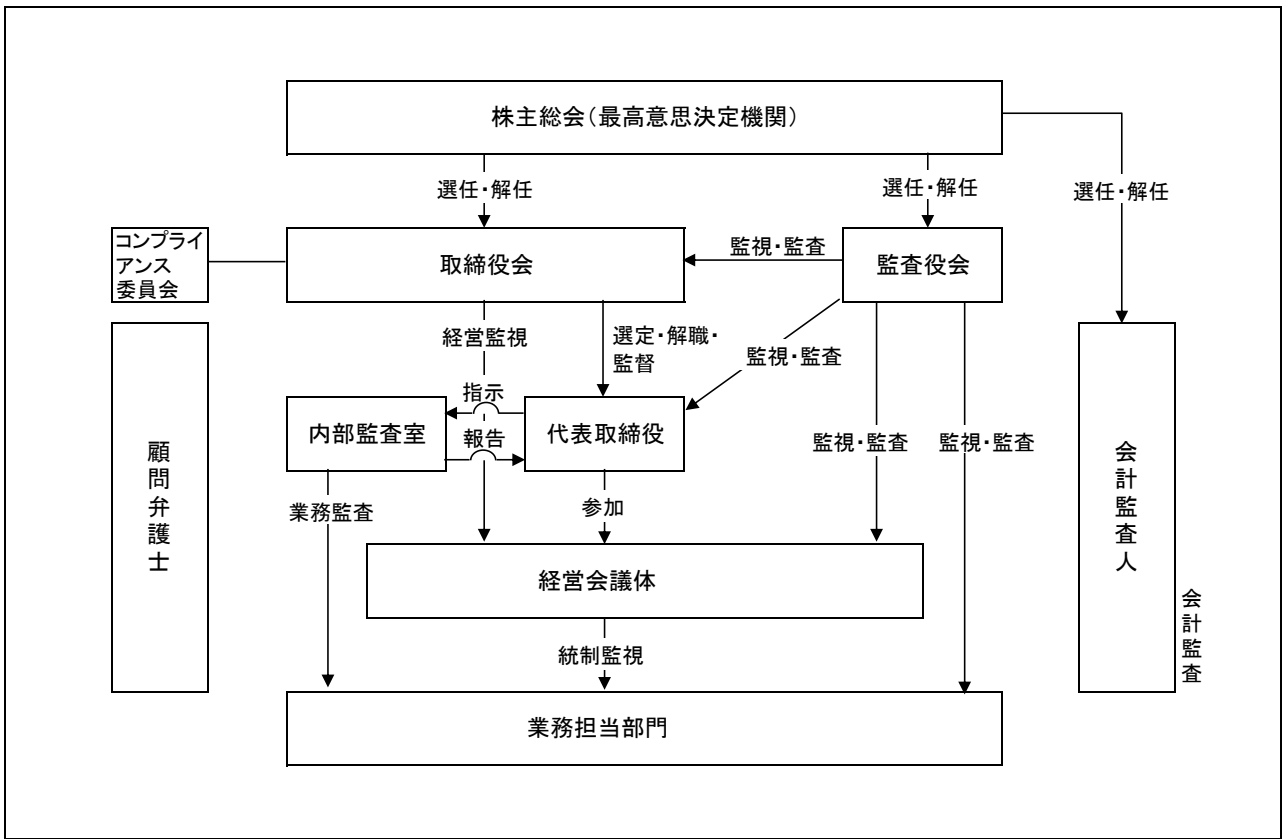 株主総会(最高意思決定機関)
選任・解任
選任・解任
選任・解任
コンプライ
アンス
委員会
取締役会
監視・監査
監査役会
経営監視
選定・解職・
監督
監視・監査
指示
内部監査室
報告
代表取締役
監視・監査
監視・監査
顧問弁護士
会計監査人
業務監査
参加
経営会議体
会計監査
統制監視
業務担当部門